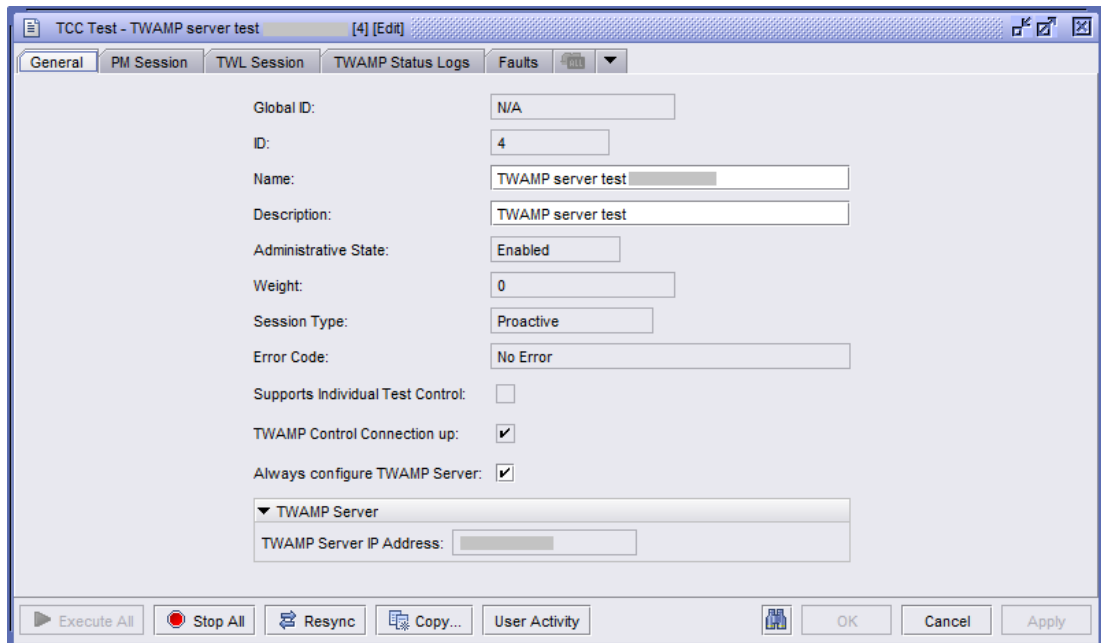 TCC Test - TWAMP server test [4] [Edit]
General PM Session TWL Session TWAMP Status Logs Faults
Global ID: N/A
ID: 4
Name: TWAMP server test
Description: TWAMP server test
Administrative State: Enabled
Weight: 0
Session Type: Proactive
Error Code: No Error
Supports Individual Test Control:
TWAMP Control Connection up:
Always configure TWAMP Server:
TWAMP Server
TWAMP Server IP Address:
Execute All Stop All Resync Copy... User Activity OK Cancel Apply